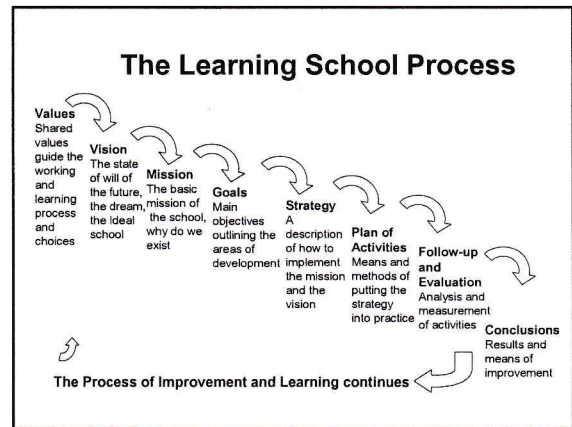 The Learning School Process
Values
Shared
values
guide the
working
and
learning
process
and
choices
Vision
The state
of will of
the future,
the dream,
the Ideal
school
Mission
The basic
mission of
the school,
why do we
exist
Goals
Main
objectives
outlining the
areas of
development
Strategy
A
description
of how to
implement
the mission
and the
vision
Plan of
Activities
Means and
methods of
putting the
strategy
into practice
Follow-up
and
Evaluation
Analysis and
measurement
of activities
Conclusions
Results and
means of
improvement
The Process of Improvement and Learning continues